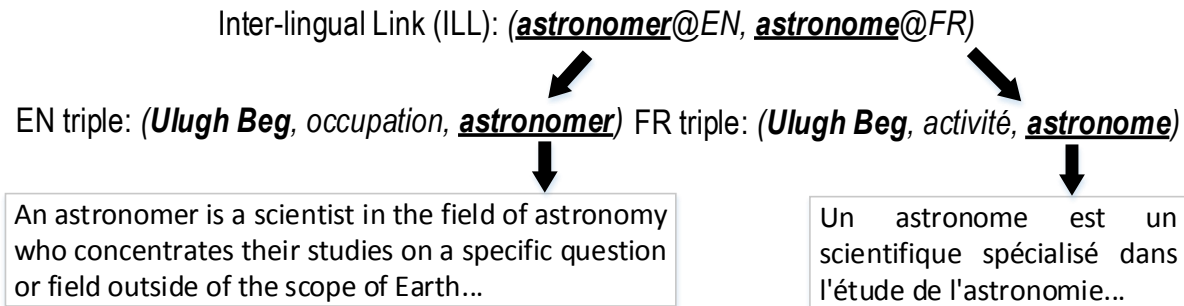 Inter-lingual Link (ILL): (astronomer@EN, astronome@FR)
EN triple: (Ulugh Beg, occupation, astronomer) FR triple: (Ulugh Beg, activité, astronome)
An astronomer is a scientist in the field of astronomy
who concentrates their studies on a specific question
or field outside of the scope of Earth...
Un astronome est un
scientifique spécialisé dans
l'étude de l'astronomie...